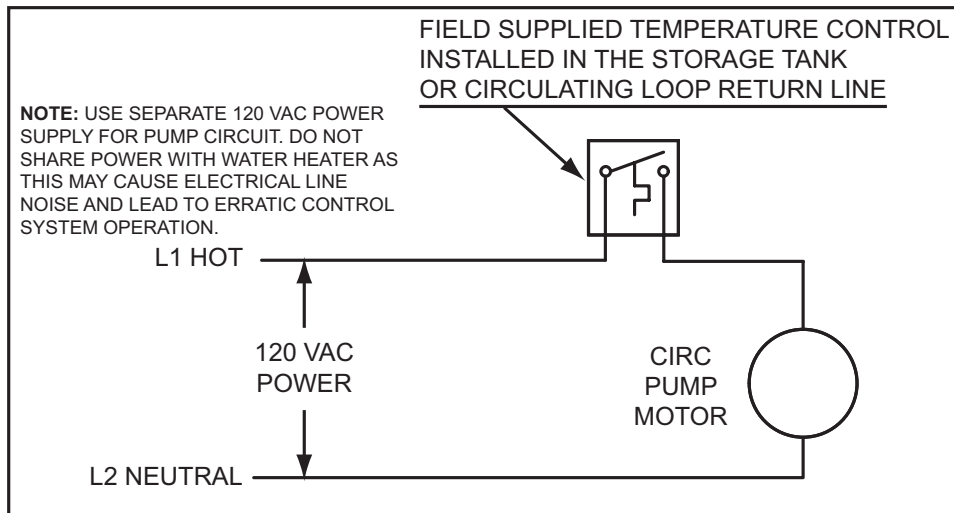 FIELD SUPPLIED TEMPERATURE CONTROL
INSTALLED IN THE STORAGE TANK
OR CIRCULATING LOOP RETURN LINE
NOTE: USE SEPARATE 120 VAC POWER
SUPPLY FOR PUMP CIRCUIT. DO NOT
SHARE POWER WITH WATER HEATER AS
THIS MAY CAUSE ELECTRICAL LINE
NOISE AND LEAD TO ERRATIC CONTROL
SYSTEM OPERATION.
L1 HOT
120 VAC
POWER
CIRC
PUMP
MOTOR
L2 NEUTRAL